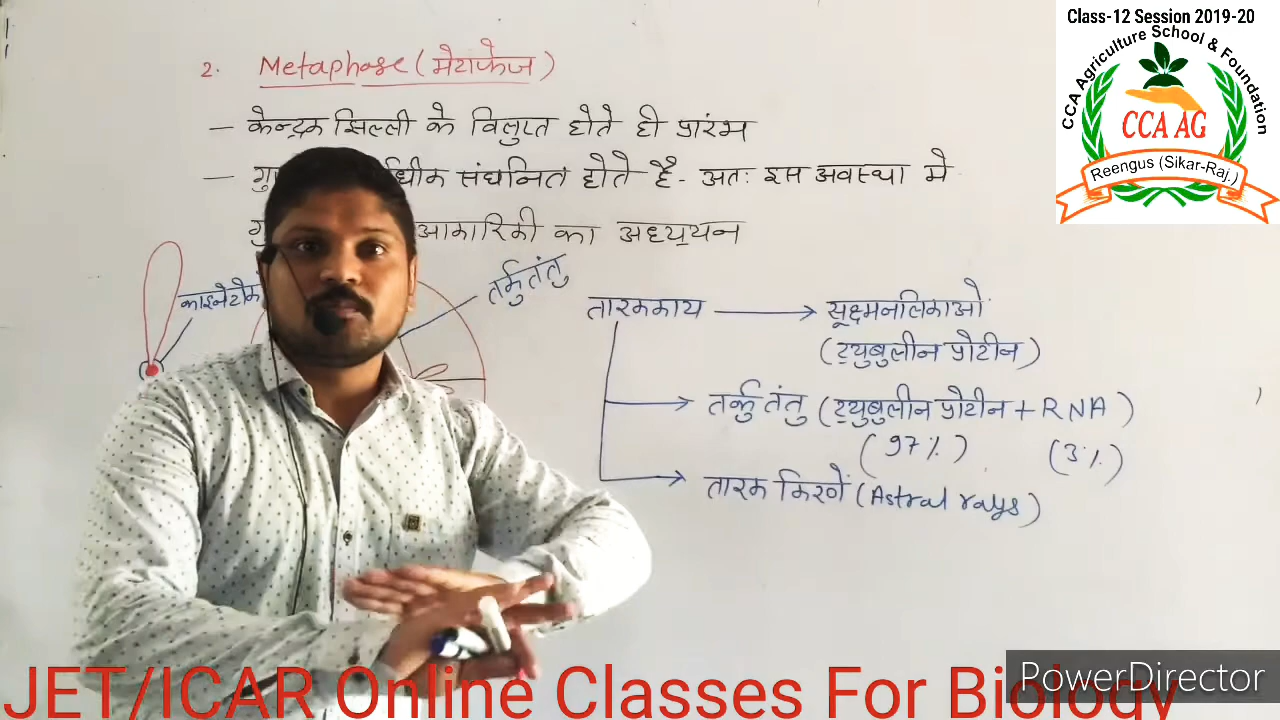 Class-12 Session 2019-20
CCA Agriculture School & Foundation
CCA AG
Reengus (Sikar-Raj.)
2. Metaphase (मेटाफेज)
— केन्द्रक झिल्ली के विलुप्त होते ही प्रारंभ
— संघनित होते है - अतः इस अवस्था मे
आकारिकी का अध्ययन
तर्कुतंतु
तारककाय → सूक्ष्मनलिकाओं
(ट्युबुलीन प्रोटीन)
→ तर्कु तंतु (ट्युबुलीन प्रोटीन + RNA)
(97%) (3%)
→ तारक किरणें (Astral rays)
JET/ICAR Online Classes For Biology
PowerDirector